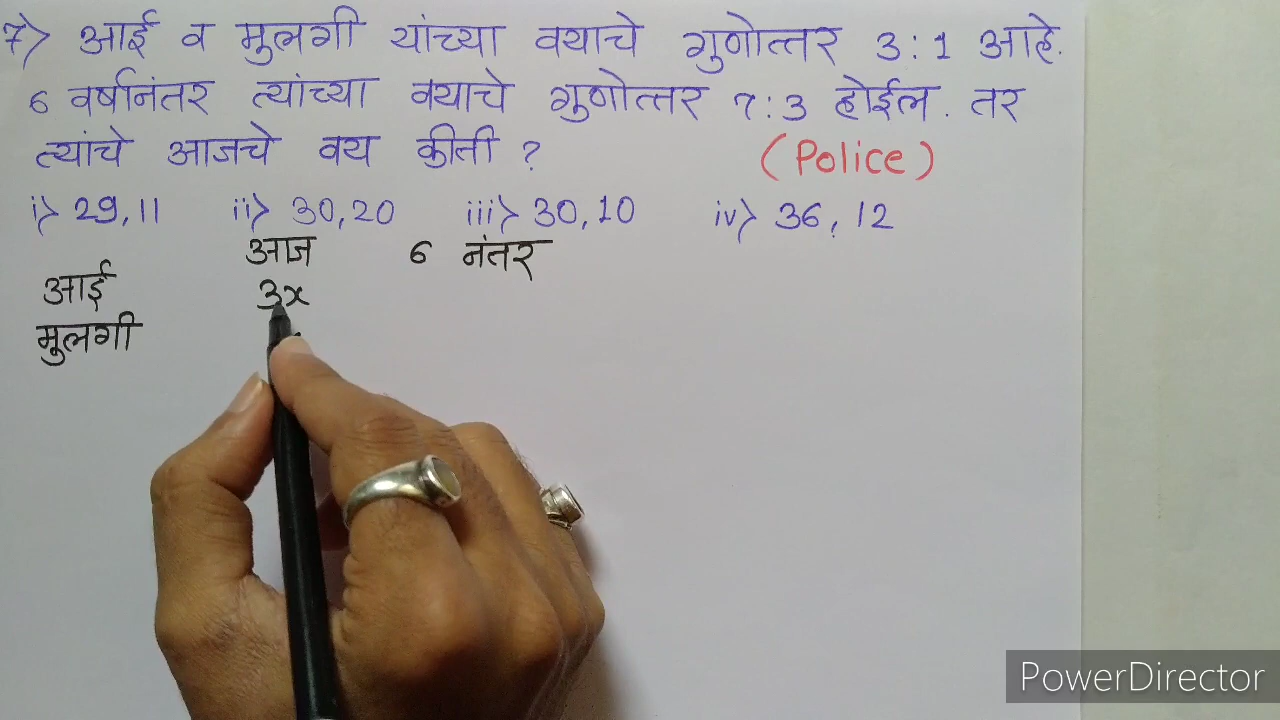 7> आई व मुलगी यांच्या वयाचे गुणोत्तर 3:1 आहे.
6 वर्षानंतर त्यांच्या वयाचे गुणोत्तर 7:3 होईल. तर
त्यांचे आजचे वय कीती ?
(Police)
i> 29,11 ii> 30,20 iii> 30,10 iv> 36,12
आज 6 नंतर
आई 3x
मुलगी
PowerDirector